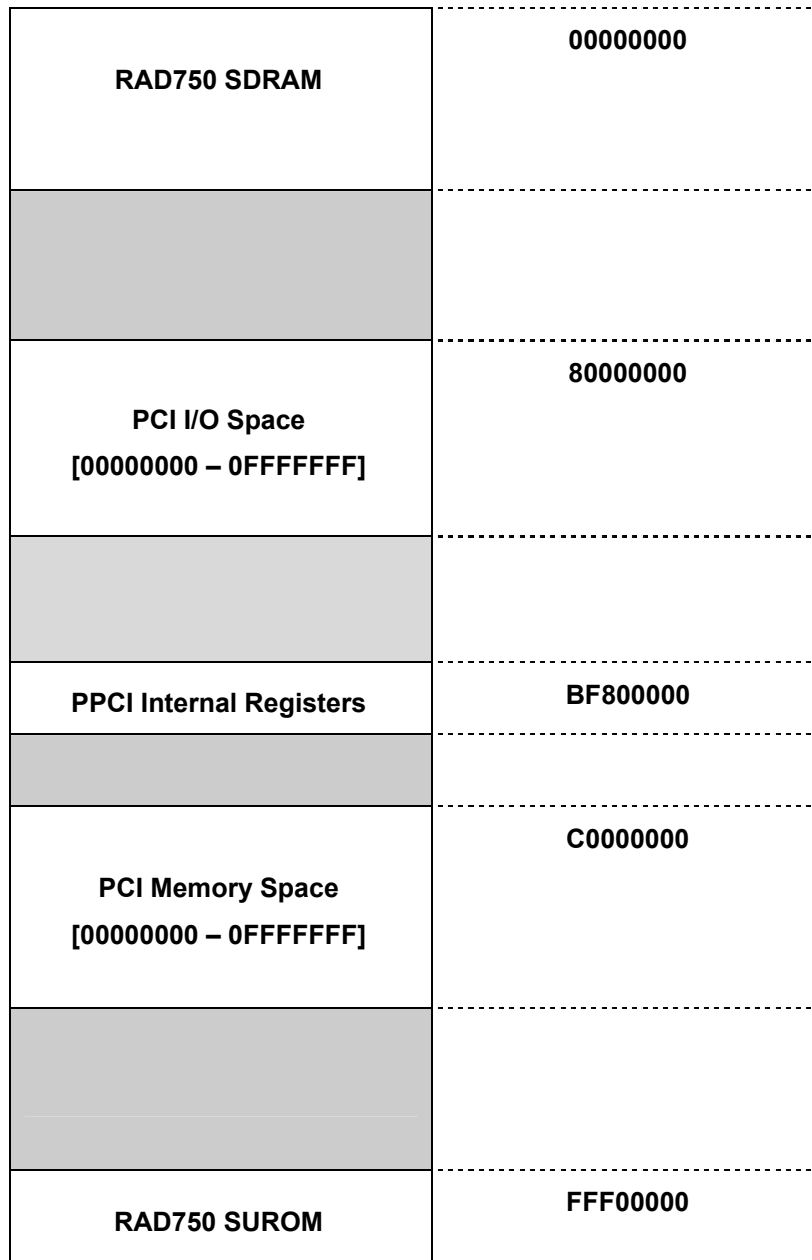 00000000
RAD750 SDRAM
80000000
PCI I/O Space
[00000000 – 0FFFFFFF]
PPCI Internal Registers
BF800000
C0000000
PCI Memory Space
[00000000 – 0FFFFFFF]
FFF00000
RAD750 SUROM